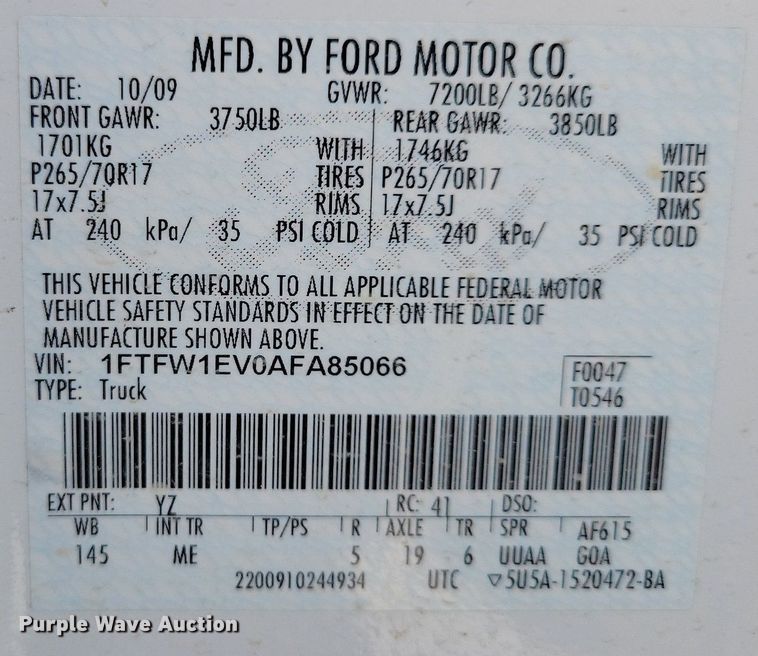 MFD. BY FORD MOTOR CO.
DATE: 10/09 GVWR: 7200LB/ 3266KG
FRONT GAWR: 3750LB REAR GAWR: 3850LB
1701KG WITH 1746KG WITH
P265/70R17 TIRES P265/70R17 TIRES
17x7.5J RIMS 17x7.5J RIMS
AT 240 kPa/ 35 PSI COLD AT 240 kPa/ 35 PSI COLD
THIS VEHICLE CONFORMS TO ALL APPLICABLE FEDERAL MOTOR
VEHICLE SAFETY STANDARDS IN EFFECT ON THE DATE OF
MANUFACTURE SHOWN ABOVE.
VIN: 1FTFW1EV0AFA85066 F0047
TYPE: Truck T0546
EXT PNT: YZ RC: 41 DSO:
WB INT TR TP/PS R AXLE TR SPR AF615
145 ME 5 19 6 UUAA GOA
2200910244934 UTC ▽5U5A-1520472-BA
Purple Wave Auction